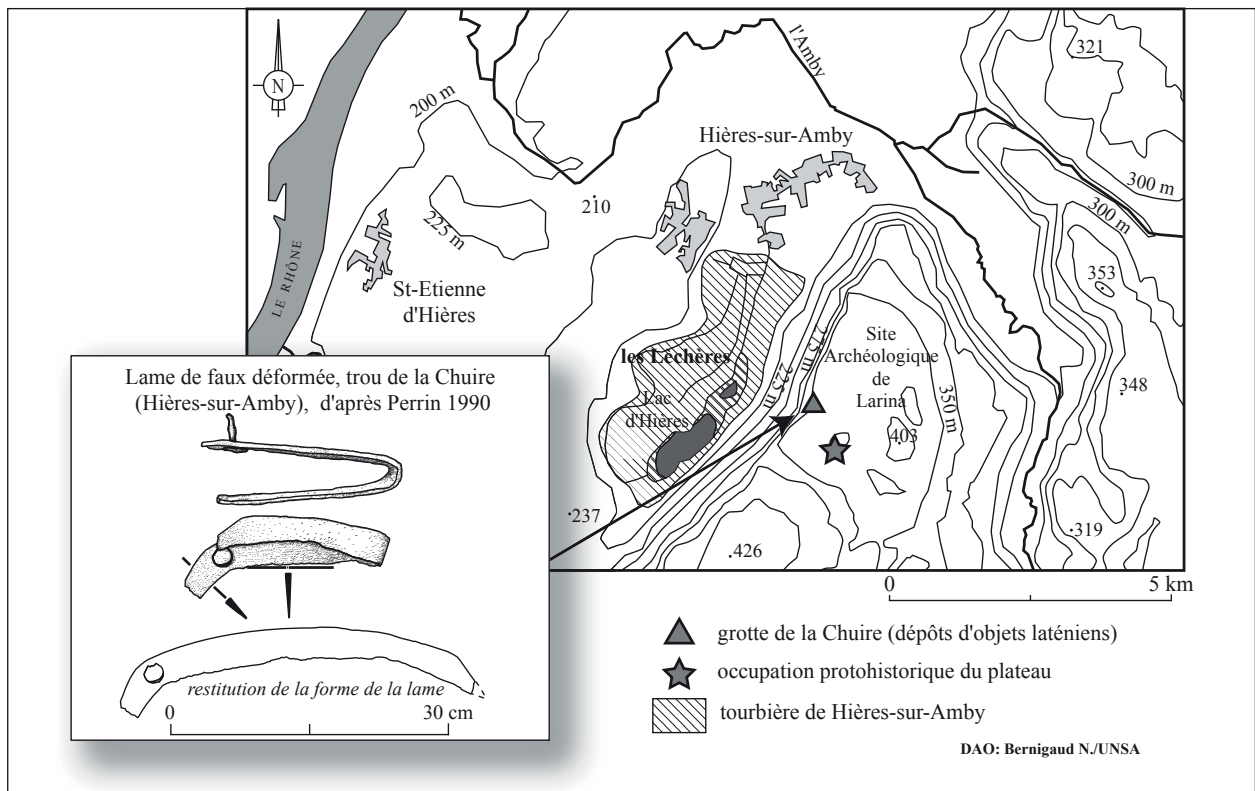 N
l'Amby
321
200 m
Hières-sur-Amby
300 m
300 m
210
225 m
353
LE RHÔNE
St-Etienne
d'Hières
les Léchères
275 m
225 m
Site
Archéologique
de
Larina
350 m
348
Lac
d'Hières
403
237
426
319
Lame de faux déformée, trou de la Chuire
(Hières-sur-Amby), d'après Perrin 1990
restitution de la forme de la lame
0 30 cm
0 5 km
grotte de la Chuire (dépôts d'objets laténiens)
occupation protohistorique du plateau
tourbière de Hières-sur-Amby
DAO: Bernigaud N./UNSA